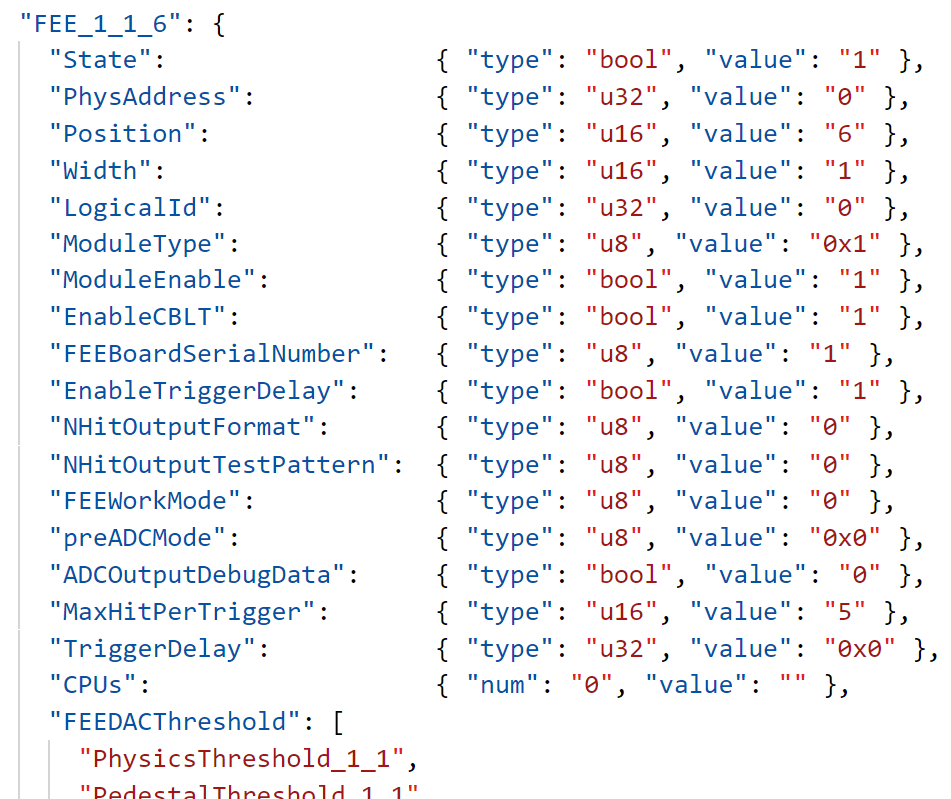 "FEE_1_1_6": {
"State": { "type": "bool", "value": "1" },
"PhysAddress": { "type": "u32", "value": "0" },
"Position": { "type": "u16", "value": "6" },
"Width": { "type": "u16", "value": "1" },
"LogicalId": { "type": "u32", "value": "0" },
"ModuleType": { "type": "u8", "value": "0x1" },
"ModuleEnable": { "type": "bool", "value": "1" },
"EnableCBLT": { "type": "bool", "value": "1" },
"FEEBoardSerialNumber": { "type": "u8", "value": "1" },
"EnableTriggerDelay": { "type": "bool", "value": "1" },
"NHitOutputFormat": { "type": "u8", "value": "0" },
"NHitOutputTestPattern": { "type": "u8", "value": "0" },
"FEEWorkMode": { "type": "u8", "value": "0" },
"preADCMode": { "type": "u8", "value": "0x0" },
"ADCOutputDebugData": { "type": "bool", "value": "0" },
"MaxHitPerTrigger": { "type": "u16", "value": "5" },
"TriggerDelay": { "type": "u32", "value": "0x0" },
"CPUs": { "num": "0", "value": "" },
"FEEDACThreshold": [
"PhysicsThreshold_1_1",
"PedestalThreshold_1_1"